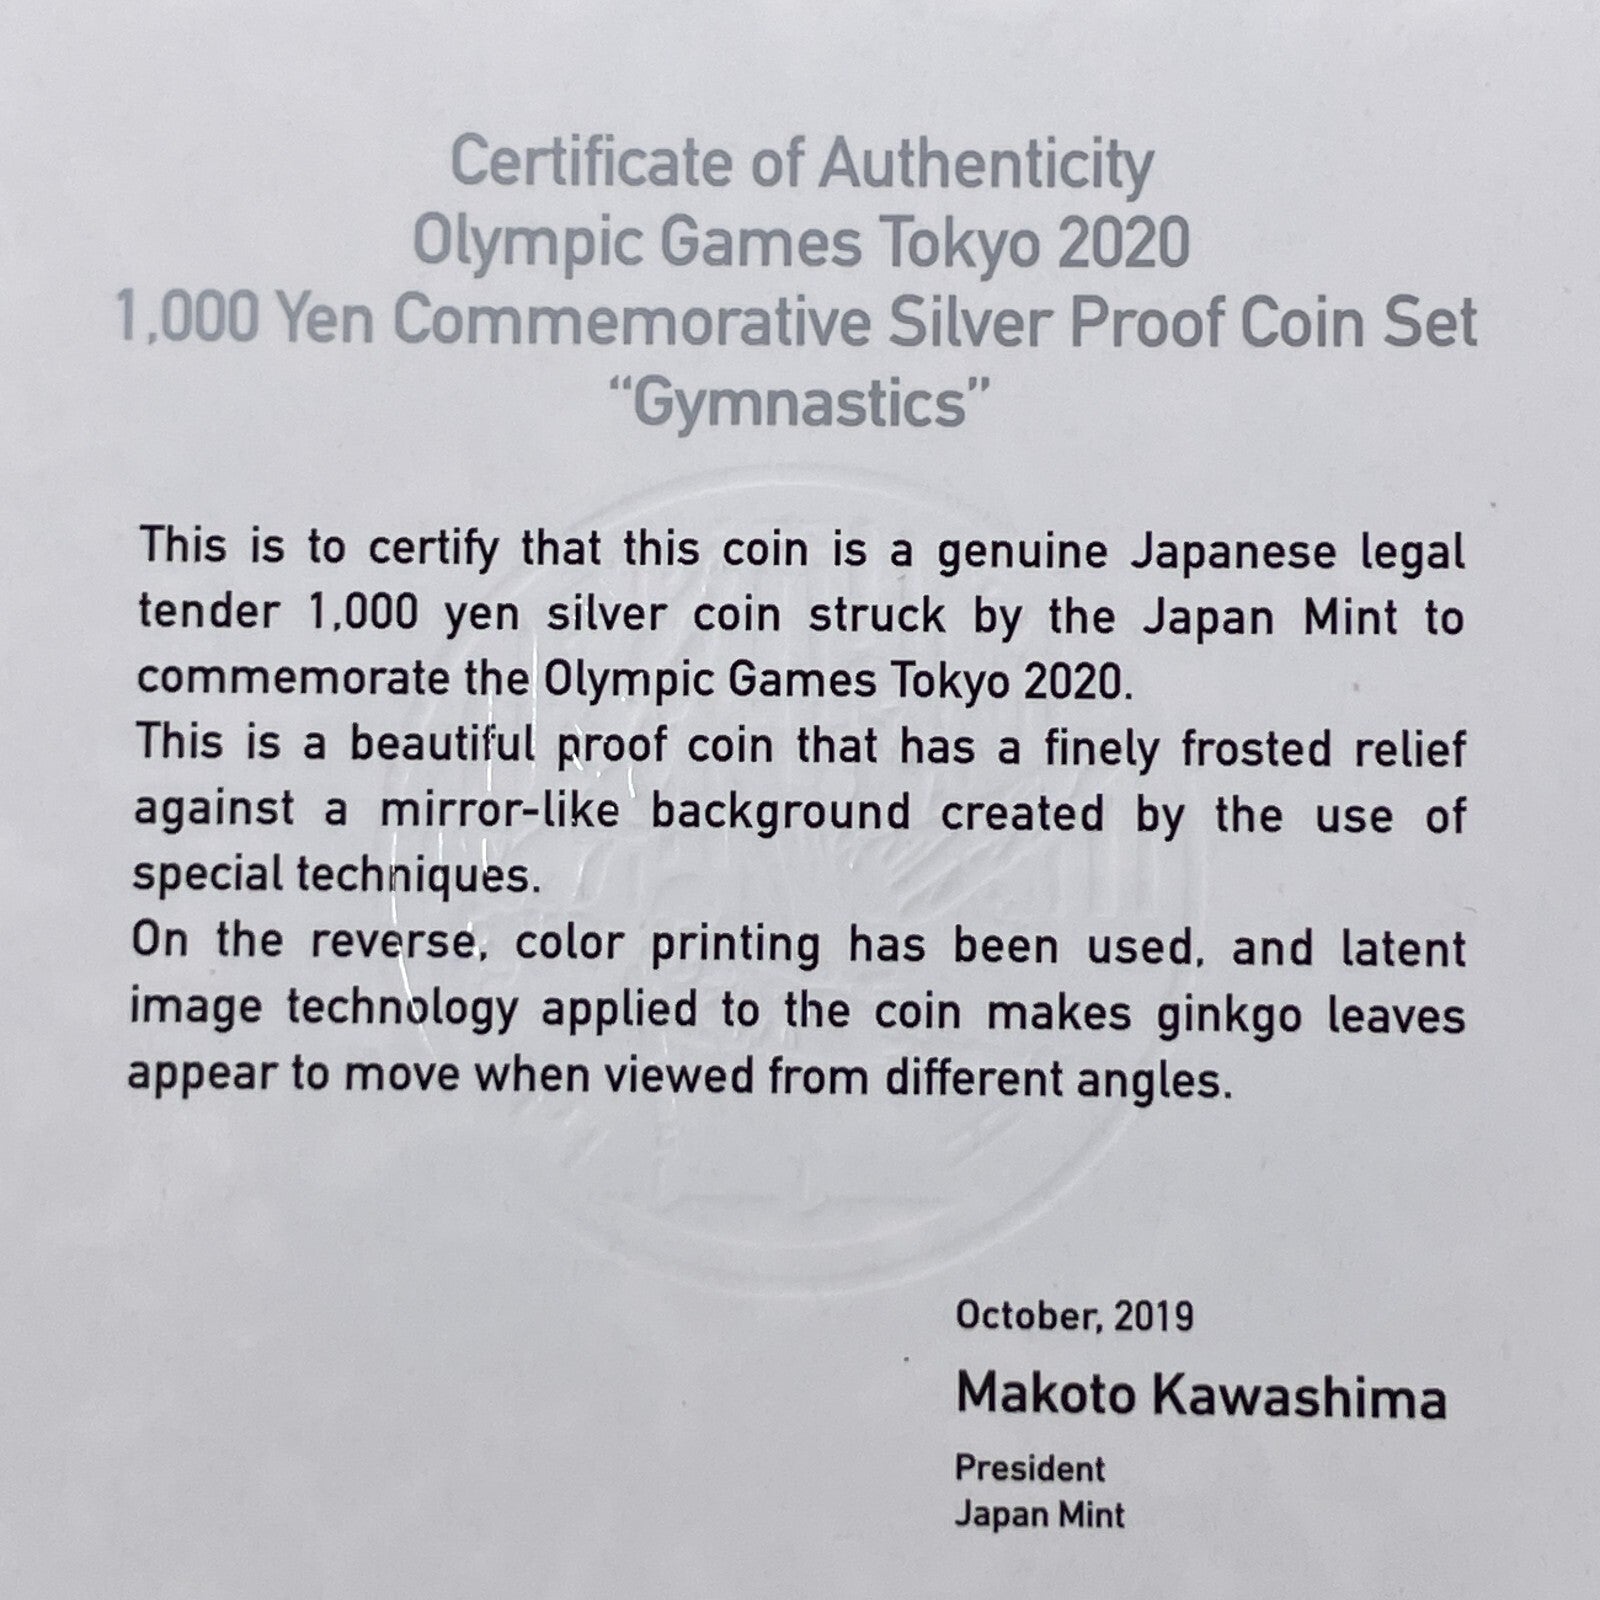 Certificate of Authenticity
Olympic Games Tokyo 2020
1,000 Yen Commemorative Silver Proof Coin Set
“Gymnastics”
This is to certify that this coin is a genuine Japanese legal
tender 1,000 yen silver coin struck by the Japan Mint to
commemorate the Olympic Games Tokyo 2020.
This is a beautiful proof coin that has a finely frosted relief
against a mirror-like background created by the use of
special techniques.
On the reverse, color printing has been used, and latent
image technology applied to the coin makes ginkgo leaves
appear to move when viewed from different angles.
October, 2019
Makoto Kawashima
President
Japan Mint